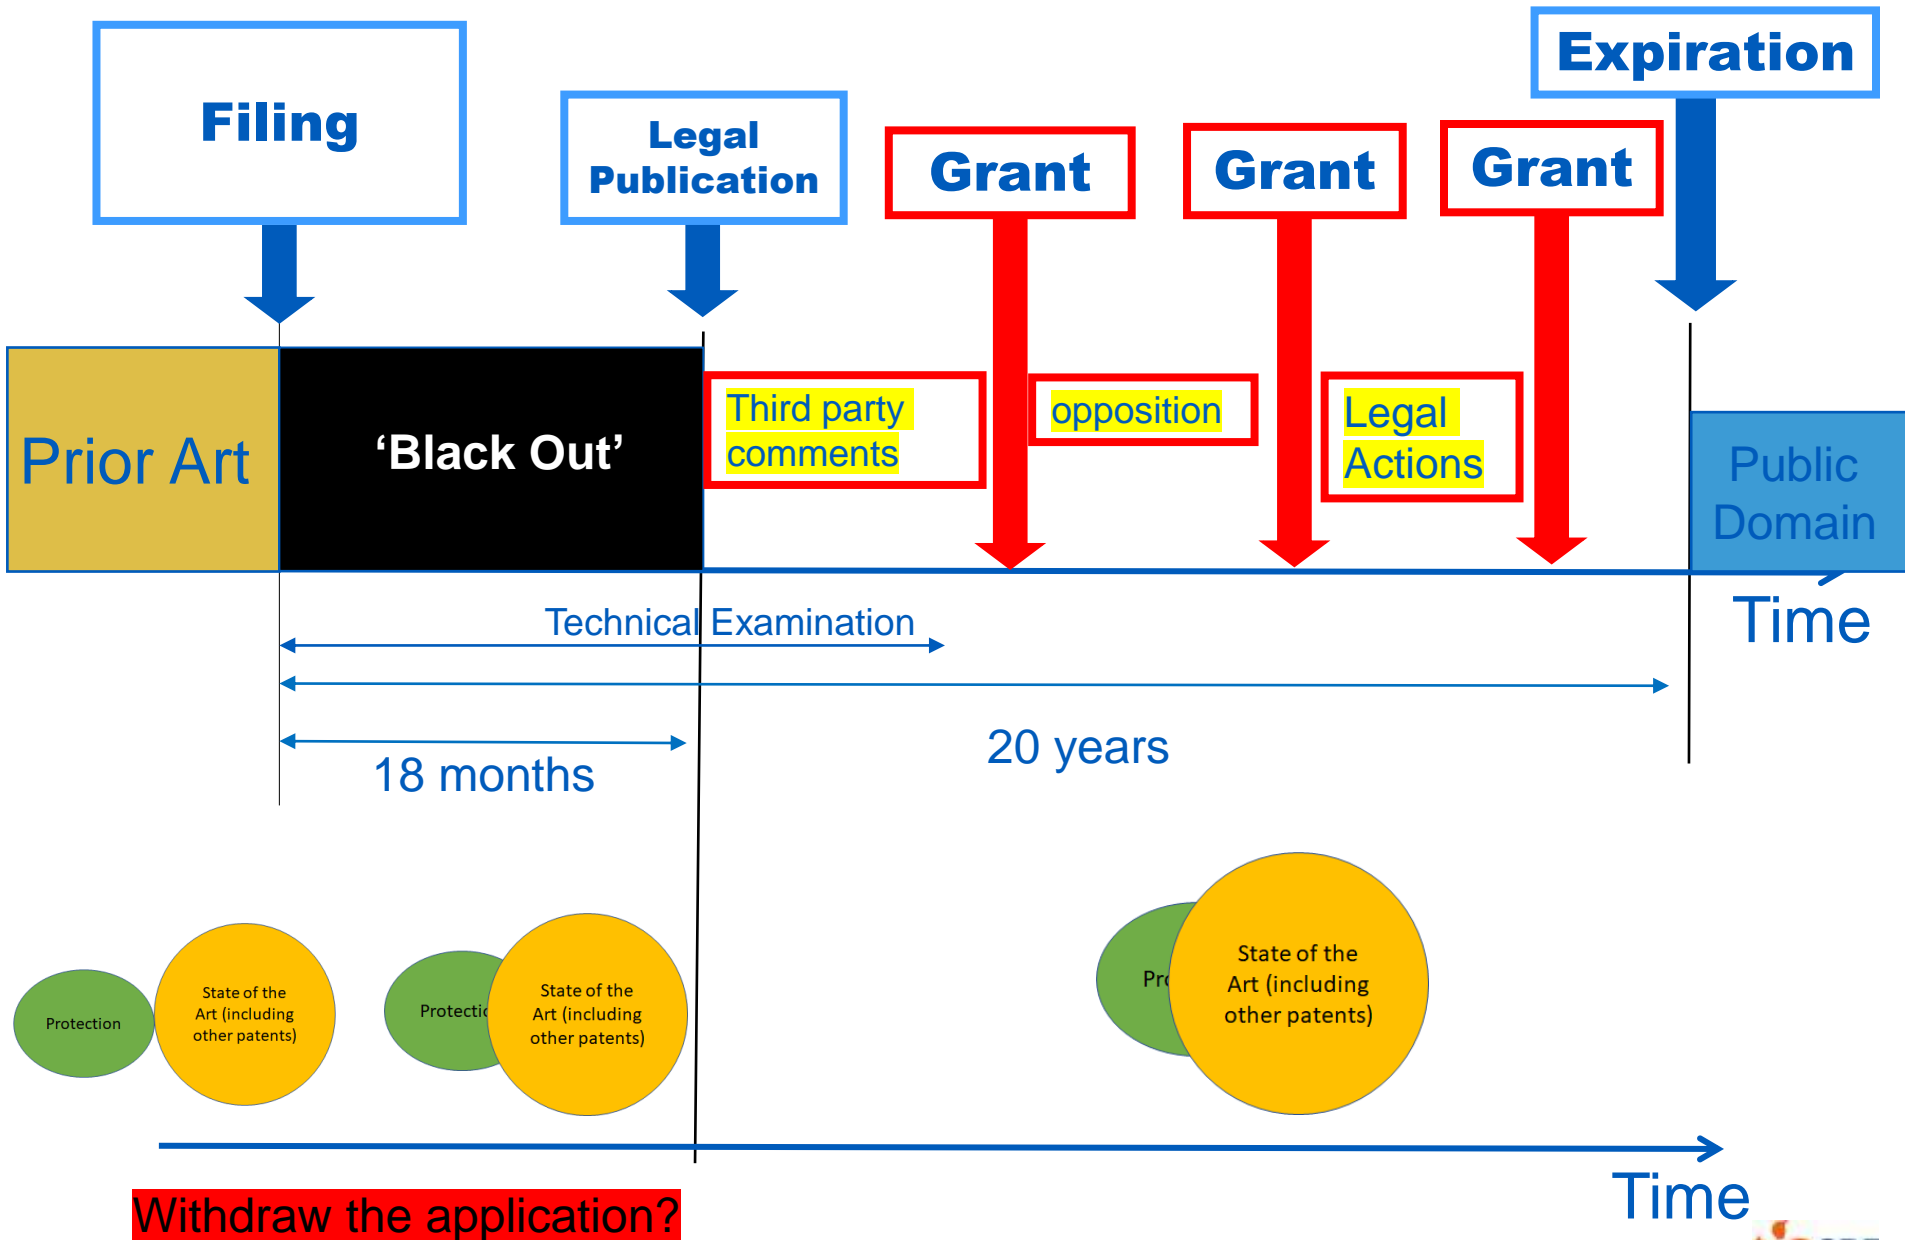 Filing
Legal
Publication
Grant
Grant
Grant
Expiration
Prior Art
‘Black Out’
Third party
comments
opposition
Legal
Actions
Public
Domain
Technical Examination
Time
18 months
20 years
Protection
State of the
Art (including
other patents)
Protectio
State of the
Art (including
other patents)
Pro
State of the
Art (including
other patents)
Time
Withdraw the application?